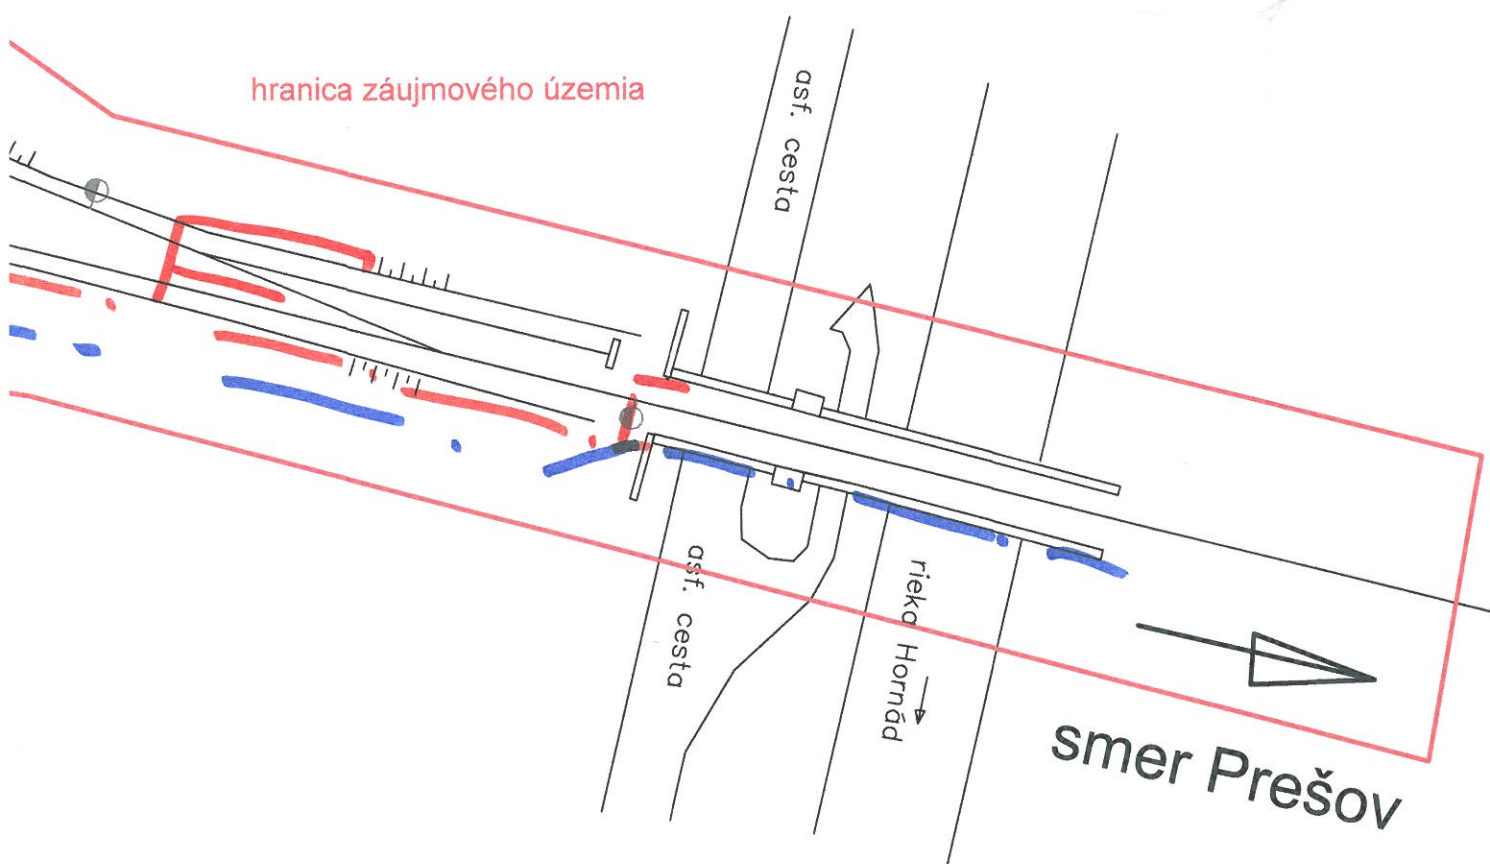 hranica záujmového územia
asf. cesta
asf. cesta
rieka Hornád
smer Prešov